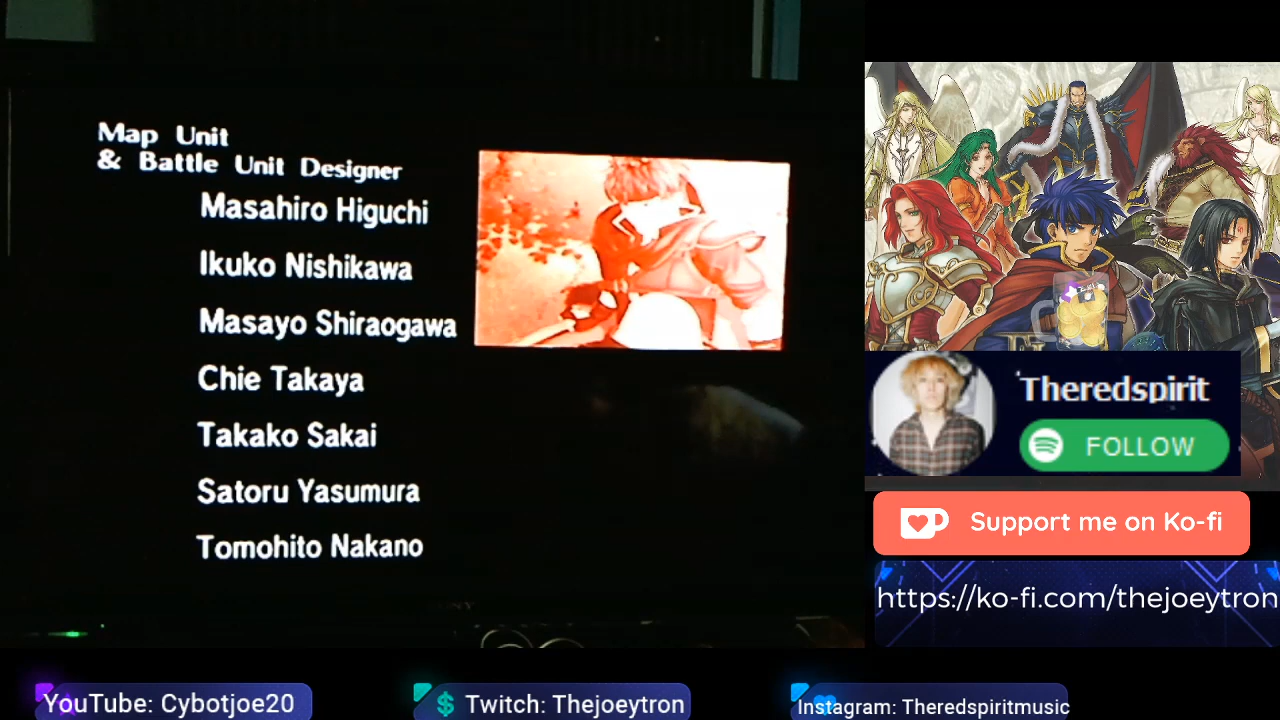 Map Unit
& Battle Unit Designer
Masahiro Higuchi
Ikuko Nishikawa
Masayo Shiraogawa
Chie Takaya
Takako Sakai
Satoru Yasumura
Tomohito Nakano
Theredspirit
FOLLOW
Support me on Ko-fi
https://ko-fi.com/thejoeytron
YouTube: Cybotjoe20
$ Twitch: Thejoeytron
Instagram: Theredspiritmusic